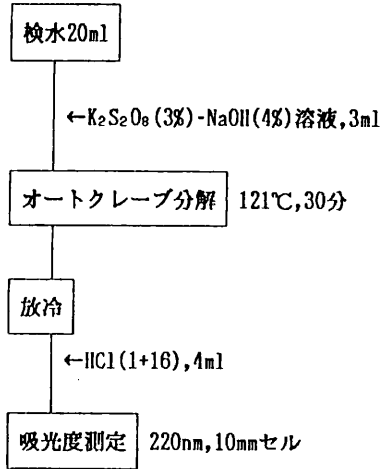 検水20ml
←K₂S₂O₈(3%)-NaOH(4%)溶液,3ml
オートクレーブ分解 121℃,30分
放冷
←HCl(1+16),4ml
吸光度測定 220nm,10mmセル